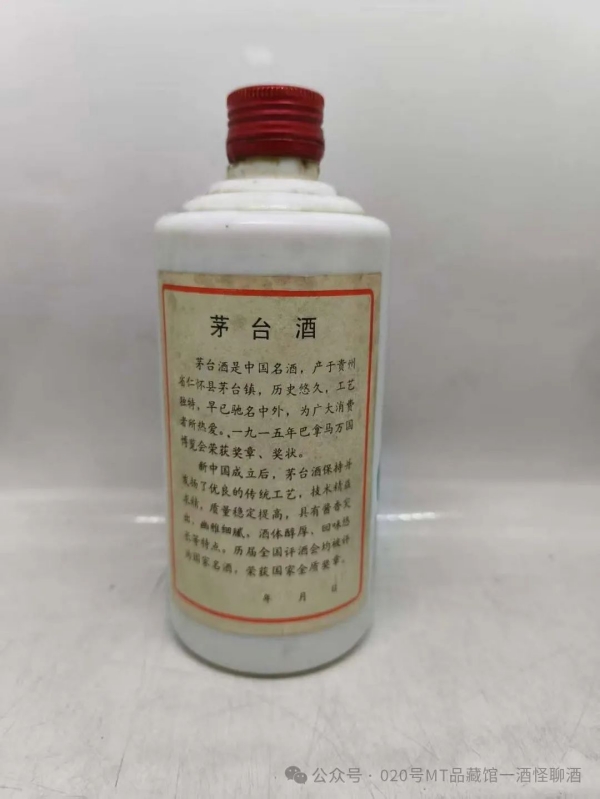 茅台酒
茅台酒是中国名酒，产于贵州
省仁怀县茅台镇，历史悠久，工艺
独特，早已驰名中外，为广大消费
者所热爱。一九一五年巴拿马万国
博览会荣获奖章、奖状。
新中国成立后，茅台酒保持并
发扬了优良的传统工艺，技术精益
求精，质量稳定提高，具有酱香突
出、幽雅细腻，酒体醇厚、回味悠
长等特点，历届全国评酒会均被评
为国家名酒，荣获国家金质奖章。
年 月 日
公众号·020号MT品藏馆一酒怪聊酒